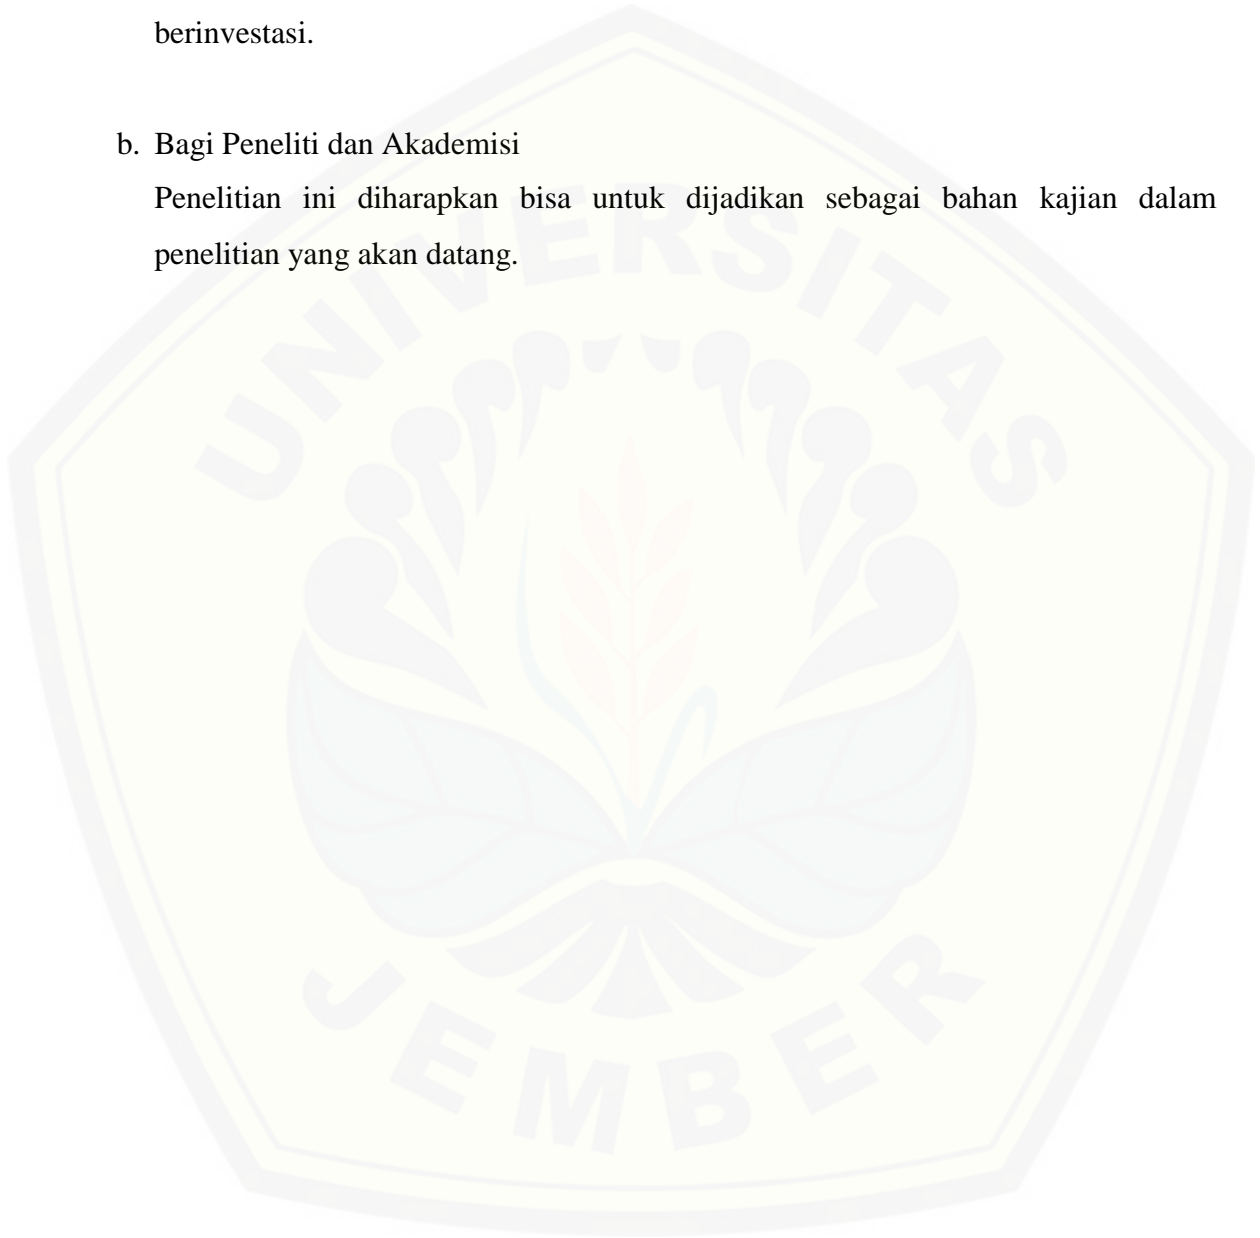 berinvestasi.
b. Bagi Peneliti dan Akademisi
Penelitian ini diharapkan bisa untuk dijadikan sebagai bahan kajian dalam
penelitian yang akan datang.
UNIVERSITAS
JEMBER